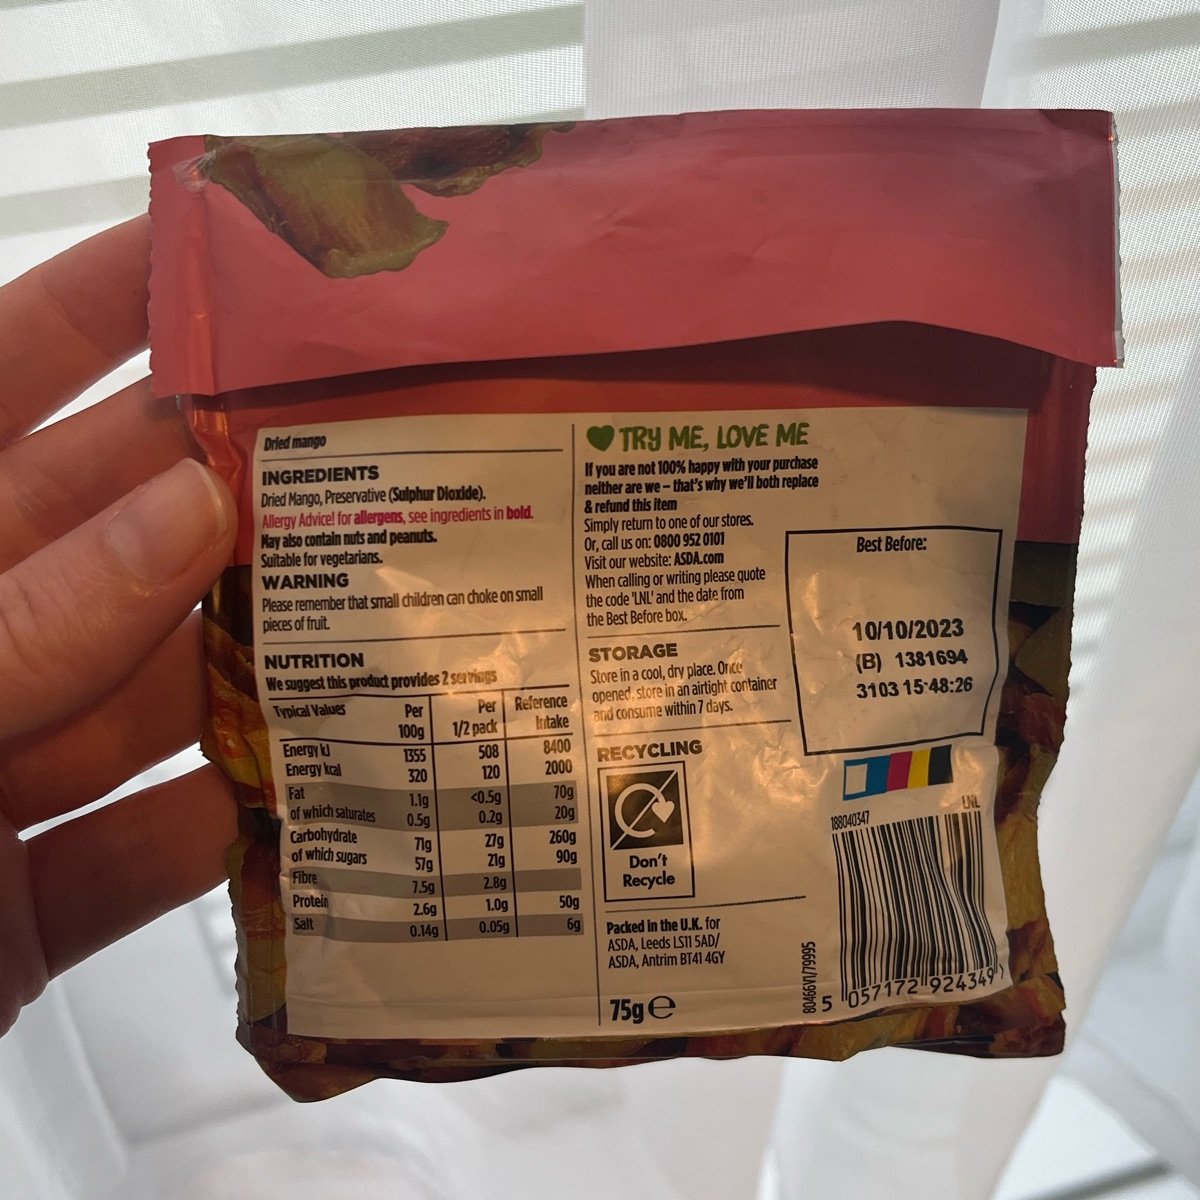 Dried mango
INGREDIENTS
Dried Mango, Preservative (Sulphur Dioxide).
Allergy Advice! for allergens, see ingredients in bold.
May also contain nuts and peanuts.
Suitable for vegetarians.
WARNING
Please remember that small children can choke on small
pieces of fruit.
NUTRITION
We suggest this product provides 2 servings
Typical Values Per 100g Per 1/2 pack Reference Intake
Energy kJ 1355 508 8400
Energy kcal 320 120 2000
Fat 1.1g <0.5g 70g
of which saturates 0.5g 0.2g 20g
Carbohydrate 71g 27g 260g
of which sugars 57g 21g 90g
Fibre 7.5g 2.8g
Protein 2.6g 1.0g 50g
Salt 0.14g 0.05g 6g
TRY ME, LOVE ME
If you are not 100% happy with your purchase
neither are we – that's why we'll both replace
& refund this item
Simply return to one of our stores.
Or, call us on: 0800 952 0101
Visit our website: ASDA.com
When calling or writing please quote
the code 'LNL' and the date from
the Best Before box.
STORAGE
Store in a cool, dry place. Once
opened, store in an airtight container
and consume within 7 days.
RECYCLING
Don't
Recycle
Packed in the U.K. for
ASDA, Leeds LS11 5AD/
ASDA, Antrim BT41 4GY
75g e
Best Before:
10/10/2023
(B) 1381694
3103 15:48:26
188040347 LNL
80466V1/79995
5 057172 924349 >